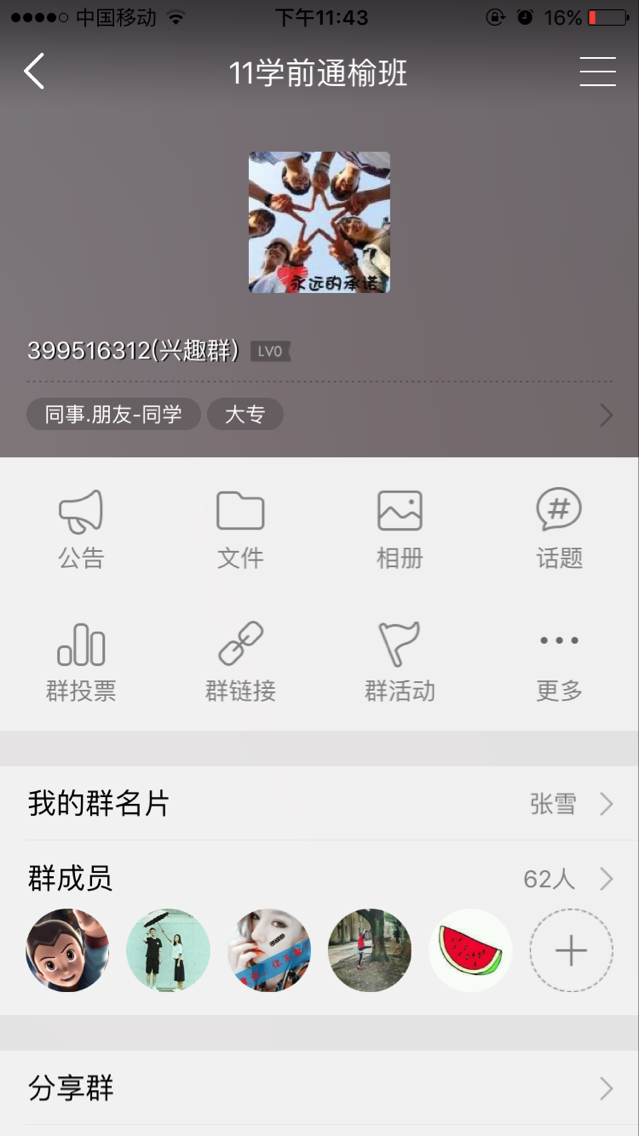 中国移动 下午11:43 16%
11学前通榆班
永远的承诺
399516312(兴趣群) LV0
同事.朋友-同学 大专
公告 文件 相册 话题
群投票 群链接 群活动 更多
我的群名片 张雪
群成员 62人
分享群